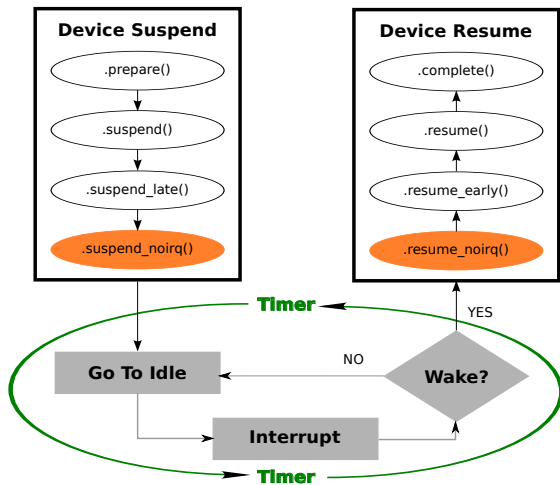 Device Suspend
.prepare()
.suspend()
.suspend_late()
.suspend_noirq()
Device Resume
.complete()
.resume()
.resume_early()
.resume_noirq()
Timer
YES
NO
Go To Idle
Wake?
Interrupt
Timer